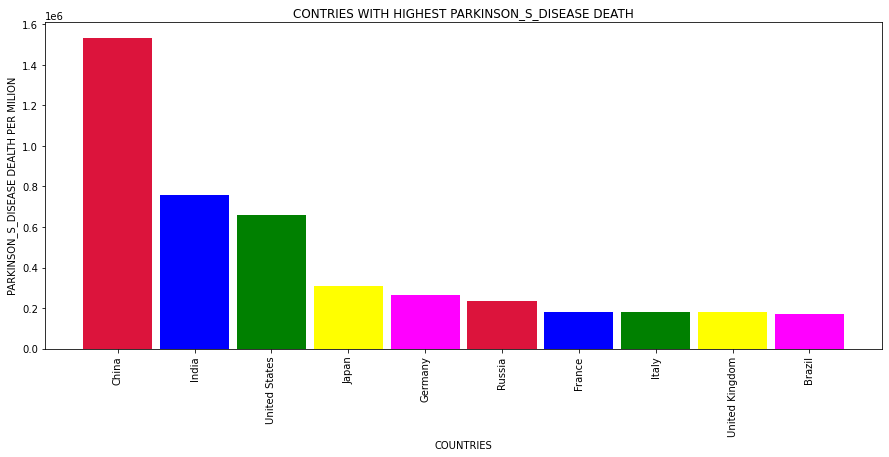 CONTRIES WITH HIGHEST PARKINSON_S_DISEASE DEATH
1e6
PARKINSON_S_DISEASE DEALTH PER MILION
1.6
1.4
1.2
1.0
0.8
0.6
0.4
0.2
0.0
China
India
United States
Japan
Germany
Russia
France
Italy
United Kingdom
Brazil
COUNTRIES